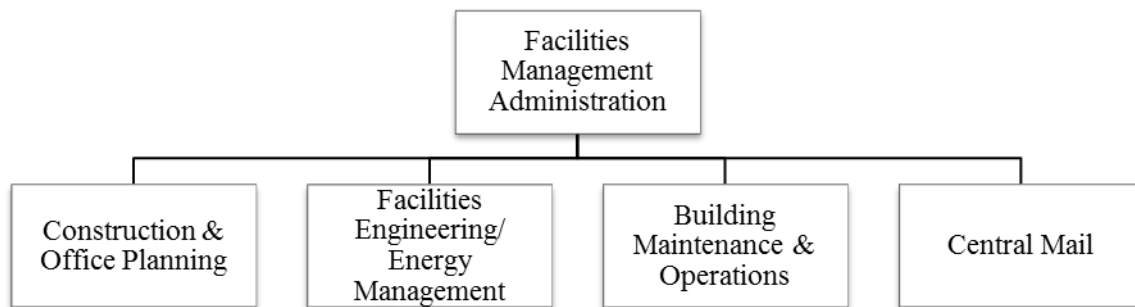 Facilities
Management
Administration
Construction &
Office Planning
Facilities
Engineering/
Energy
Management
Building
Maintenance &
Operations
Central Mail